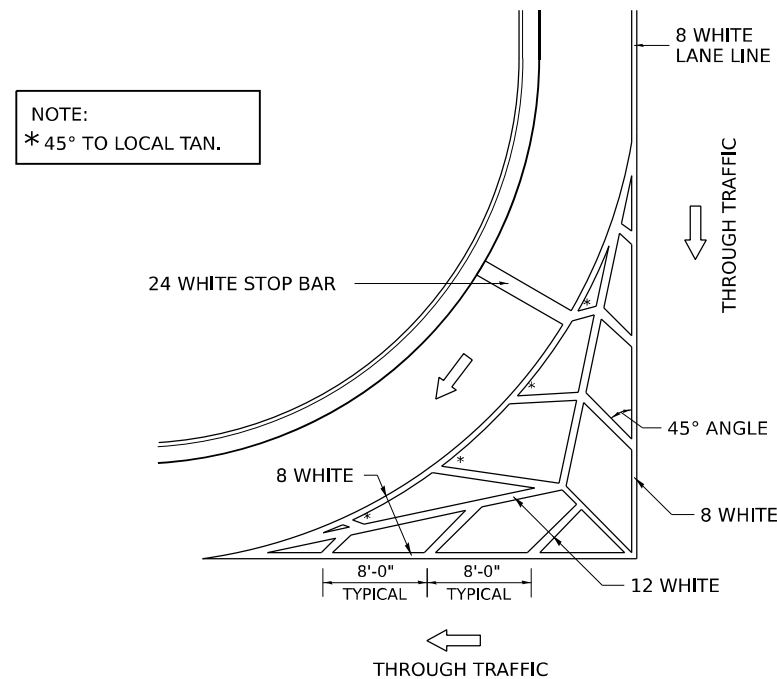 8 WHITE
LANE LINE
NOTE:
* 45° TO LOCAL TAN.
THROUGH TRAFFIC
24 WHITE STOP BAR
*
*
*
*
45° ANGLE
8 WHITE
8 WHITE
8'-0"
TYPICAL
8'-0"
TYPICAL
12 WHITE
THROUGH TRAFFIC